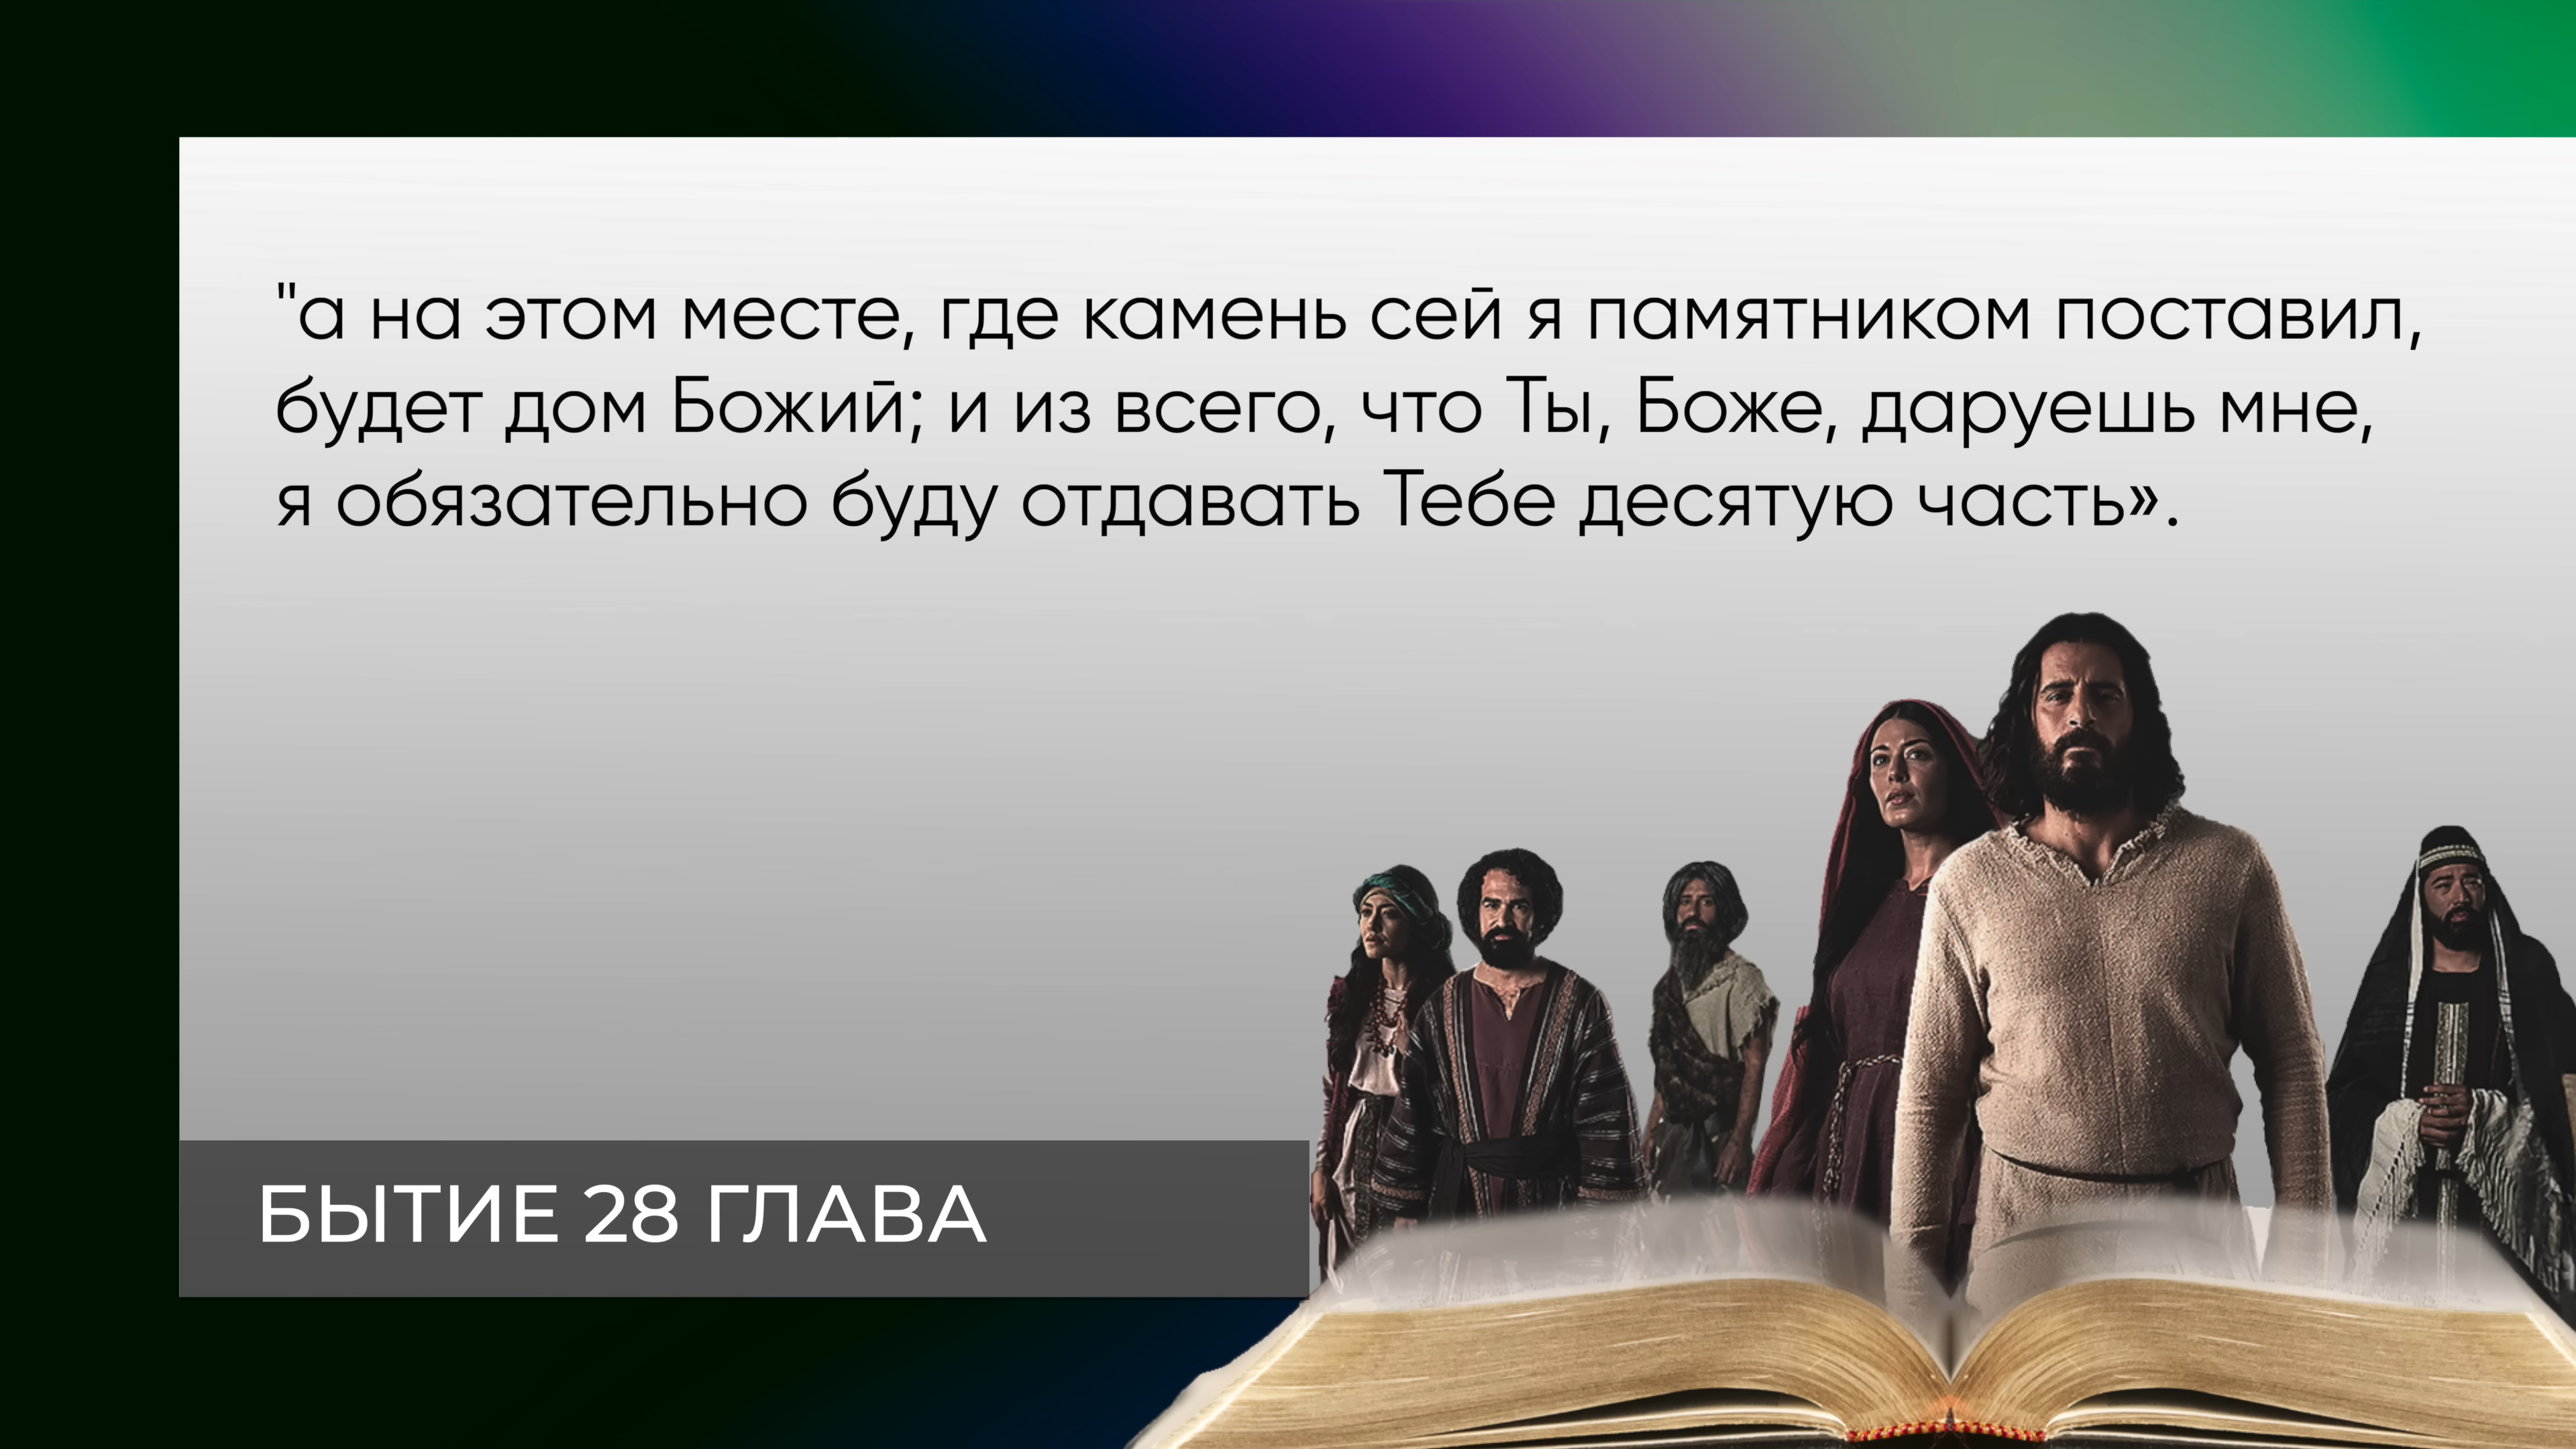 "а на этом месте, где камень сей я памятником поставил,
будет дом Божий; и из всего, что Ты, Боже, даруешь мне,
я обязательно буду отдавать Тебе десятую часть».
БЫТИЕ 28 ГЛАВА